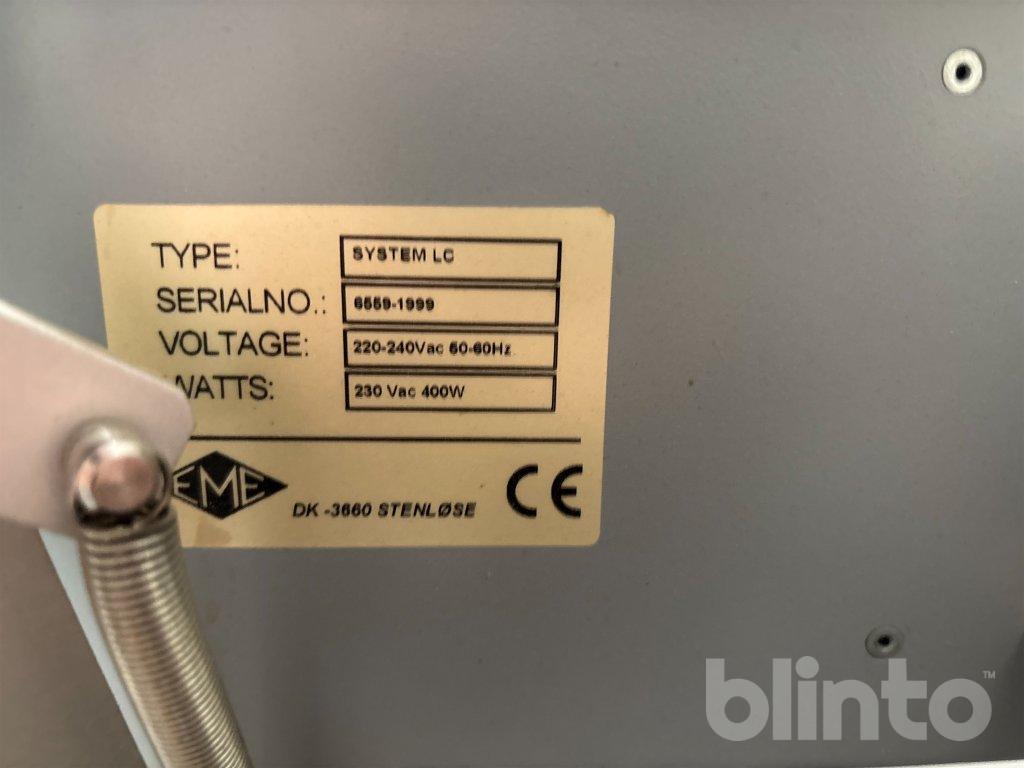 TYPE: SYSTEM LC
SERIALNO.: 6559-1999
VOLTAGE: 220-240Vac 50-60Hz
WATTS: 230 Vac 400W
EME
DK -3660 STENLØSE
CE
blinto™